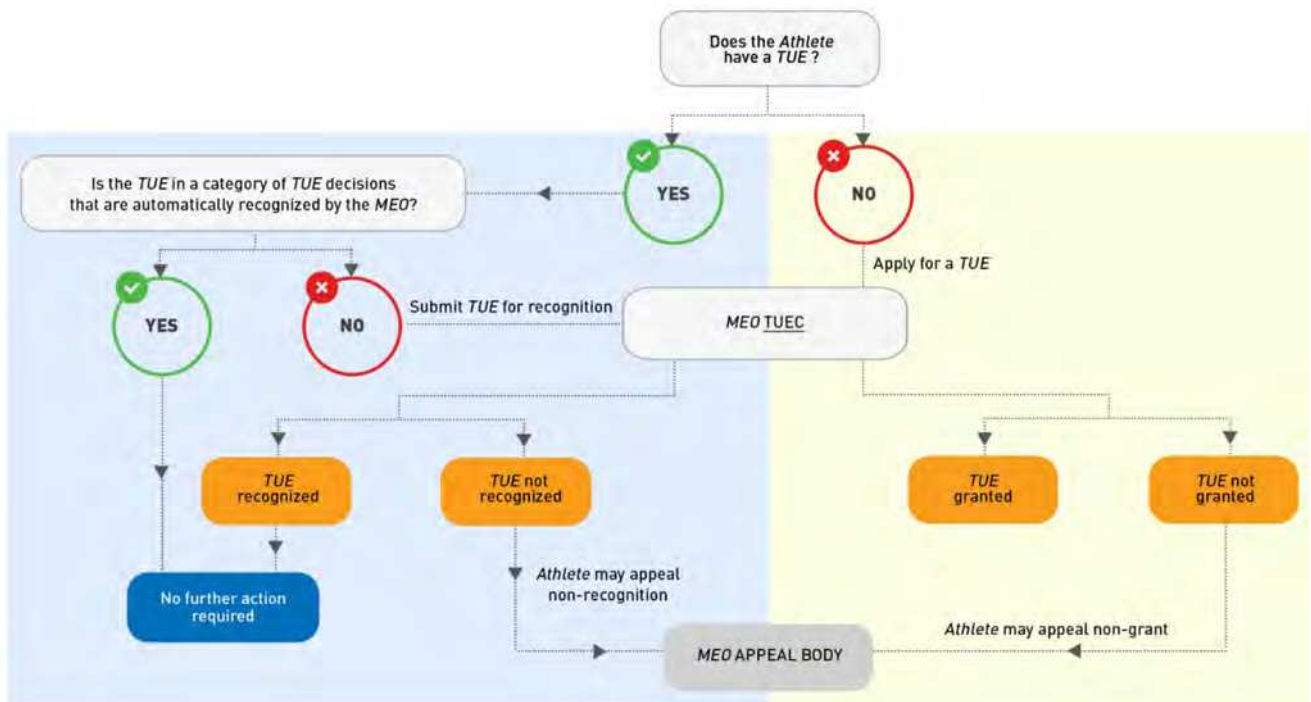 Does the Athlete
have a TUE ?
YES
NO
Is the TUE in a category of TUE decisions
that are automatically recognized by the MEO?
Apply for a TUE
YES
NO
Submit TUE for recognition
MEO TUEC
TUE
recognized
TUE not
recognized
TUE
granted
TUE not
granted
No further action
required
Athlete may appeal
non-recognition
Athlete may appeal non-grant
MEO APPEAL BODY